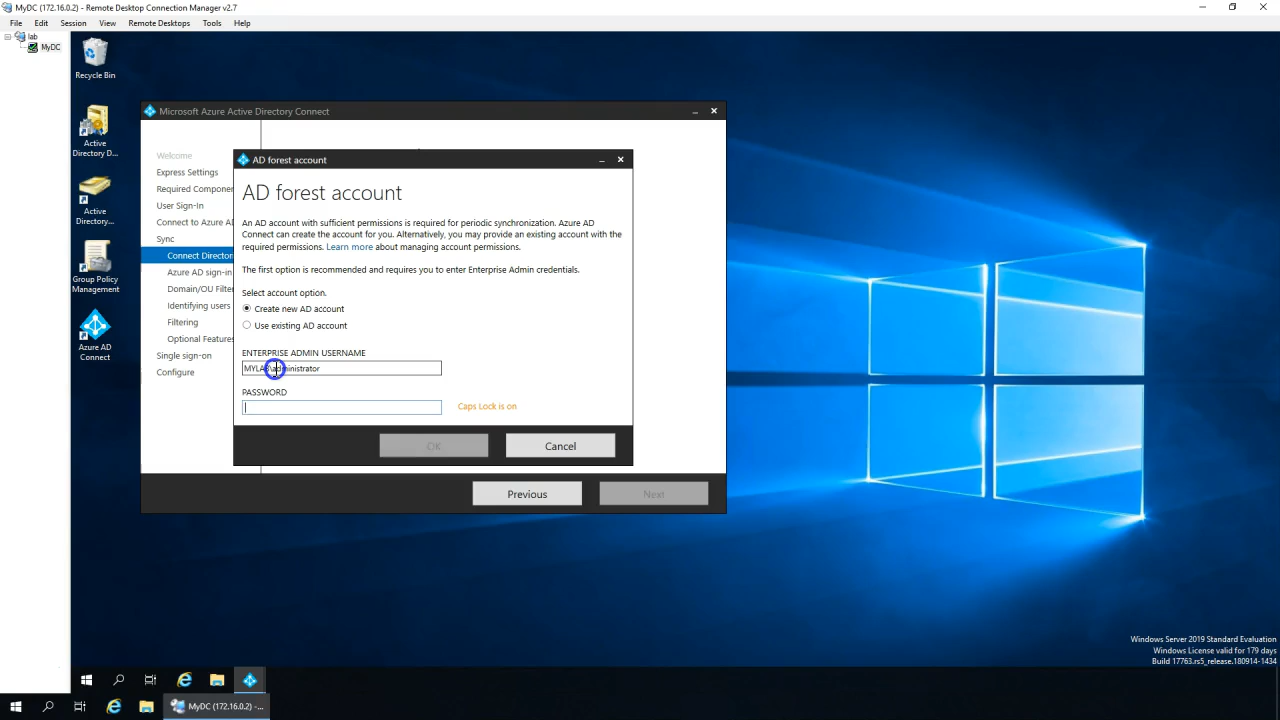 MyDC (172.16.0.2) - Remote Desktop Connection Manager v2.7
File Edit Session View Remote Desktops Tools Help
lab
MyDC
Recycle Bin
Active
Directory D...
Active
Directory...
Group Policy
Management
Azure AD
Connect
Microsoft Azure Active Directory Connect
Welcome
Express Settings
Required Componen
User Sign-In
Connect to Azure AD
Sync
Connect Director
Azure AD sign-in
Domain/OU Filte
Identifying users
Filtering
Optional Features
Single sign-on
Configure
AD forest account
AD forest account
An AD account with sufficient permissions is required for periodic synchronization. Azure AD
Connect can create the account for you. Alternatively, you may provide an existing account with the
required permissions. Learn more about managing account permissions.
The first option is recommended and requires you to enter Enterprise Admin credentials.
Select account option.
Create new AD account
Use existing AD account
ENTERPRISE ADMIN USERNAME
MYLAB\administrator
PASSWORD
Caps Lock is on
OK
Cancel
Previous
Next
Windows Server 2019 Standard Evaluation
Windows License valid for 179 days
Build 17763.rs5_release.180914-1434
MyDC (172.16.0.2) -...